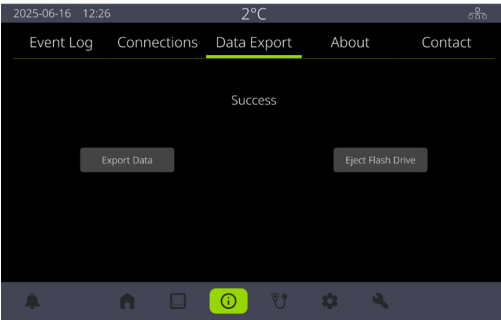 2025-06-16 12:26 2°C
Event Log Connections Data Export About Contact
Success
Export Data Eject Flash Drive